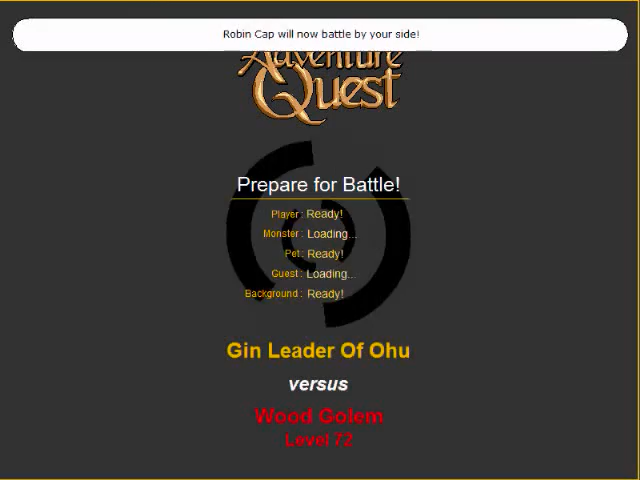 Robin Cap will now battle by your side!
Adventure
Quest
Prepare for Battle!
Player: Ready!
Monster: Loading...
Pet: Ready!
Guest: Loading...
Background: Ready!
Gin Leader Of Ohu
versus
Wood Golem
Level 72